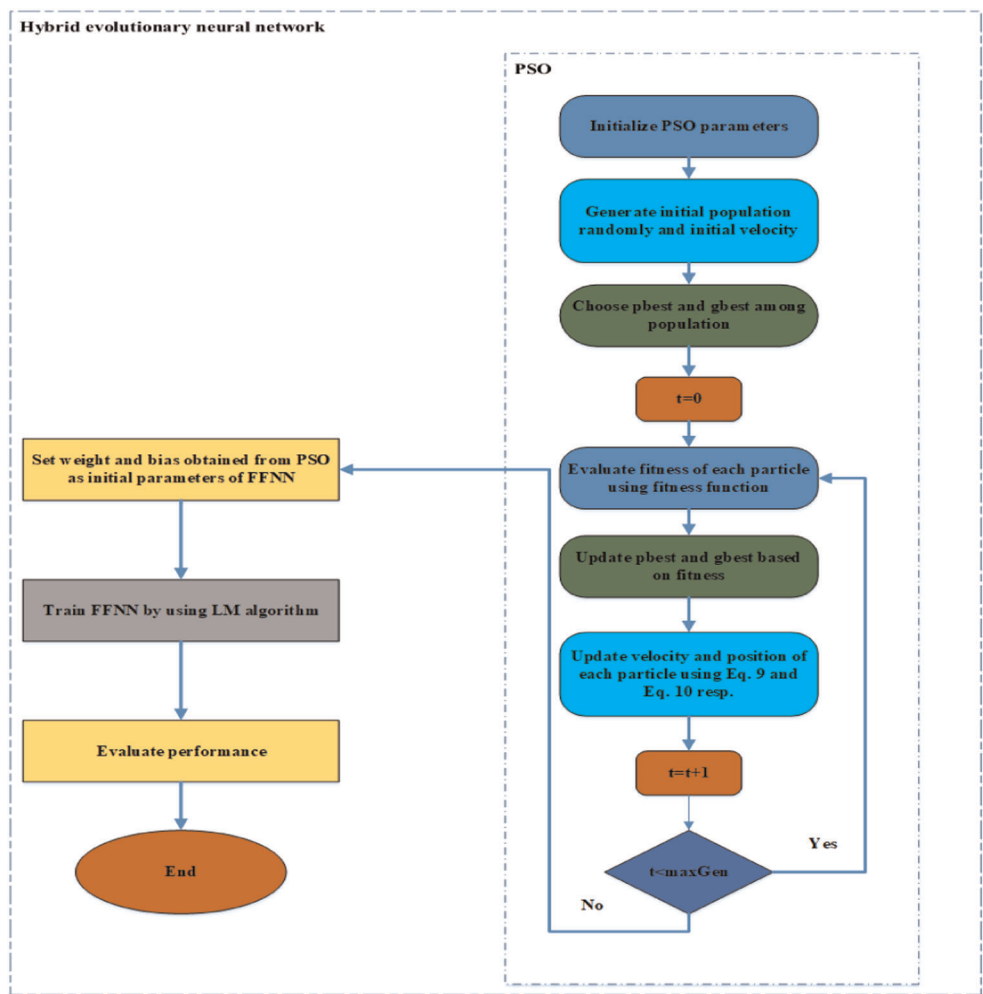 Hybrid evolutionary neural network
PSO
Initialize PSO parameters
Generate initial population
randomly and initial velocity
Choose pbest and gbest among
population
t=0
Evaluate fitness of each particle
using fitness function
Update pbest and gbest based
on fitness
Update velocity and position of
each particle using Eq. 9 and
Eq. 10 resp.
t=t+1
t<maxGen
Yes
No
Set weight and bias obtained from PSO
as initial parameters of FFNN
Train FFNN by using LM algorithm
Evaluate performance
End